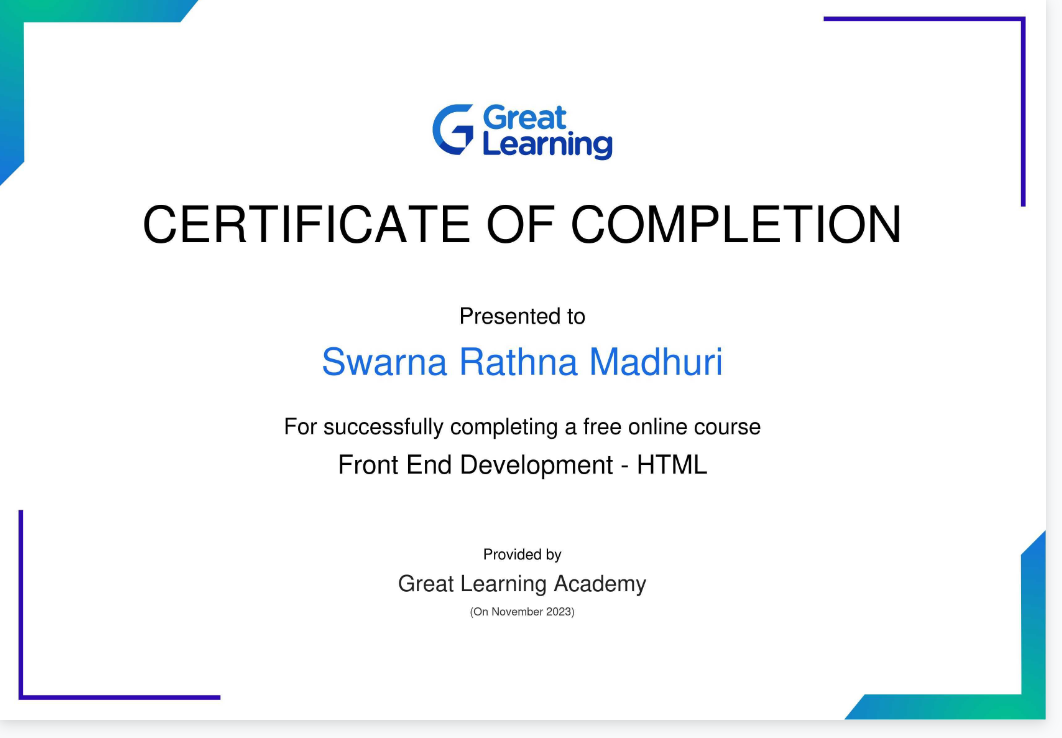 Great
Learning
CERTIFICATE OF COMPLETION
Presented to
Swarna Rathna Madhuri
For successfully completing a free online course
Front End Development - HTML
Provided by
Great Learning Academy
(On November 2023)